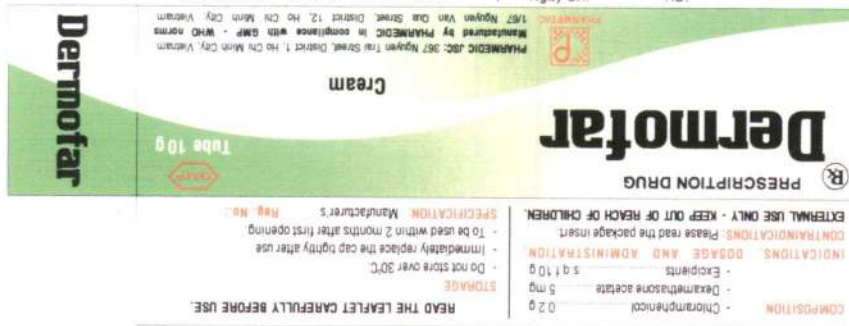 COMPOSITION - Chloramphenicol 0.2 g
- Dexamethasone acetate 5 mg
- Excipients s q f 10 g
INDICATIONS, DOSAGE AND ADMINISTRATION,
CONTRAINDICATIONS: Please read the package insert.
EXTERNAL USE ONLY - KEEP OUT OF REACH OF CHILDREN.
READ THE LEAFLET CAREFULLY BEFORE USE.
STORAGE
- Do not store over 30°C.
- Immediately replace the cap tightly after use
- To be used within 2 months after first opening
SPECIFICATION: Manufacturer's Reg. No.:
Rx PRESCRIPTION DRUG
Dermofar
GMP
Tube 10 g
Cream
PHARMEDIC
PHARMEDIC JSC: 367 Nguyen Trai Street, District 1, Ho Chi Minh City, Vietnam
Manufactured by PHARMEDIC in compliance with GMP - WHO norms
1/67 Nguyen Van Qua Street, District 12, Ho Chi Minh City, Vietnam
Dermofar